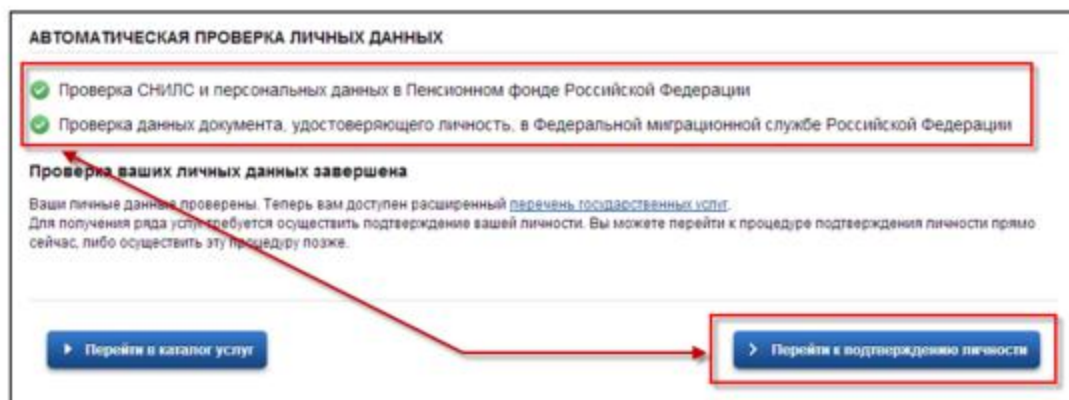 АВТОМАТИЧЕСКАЯ ПРОВЕРКА ЛИЧНЫХ ДАННЫХ
Проверка СНИЛС и персональных данных в Пенсионном фонде Российской Федерации
Проверка данных документа, удостоверяющего личность, в Федеральной миграционной службе Российской Федерации
Проверка ваших личных данных завершена
Ваши личные данные проверены. Теперь вам доступен расширенный перечень государственных услуг.
Для получения ряда услуг требуется осуществить подтверждение вашей личности. Вы можете перейти к процедуре подтверждения личности прямо
сейчас, либо осуществить эту процедуру позже.
Перейти в каталог услуг
Перейти к подтверждению личности